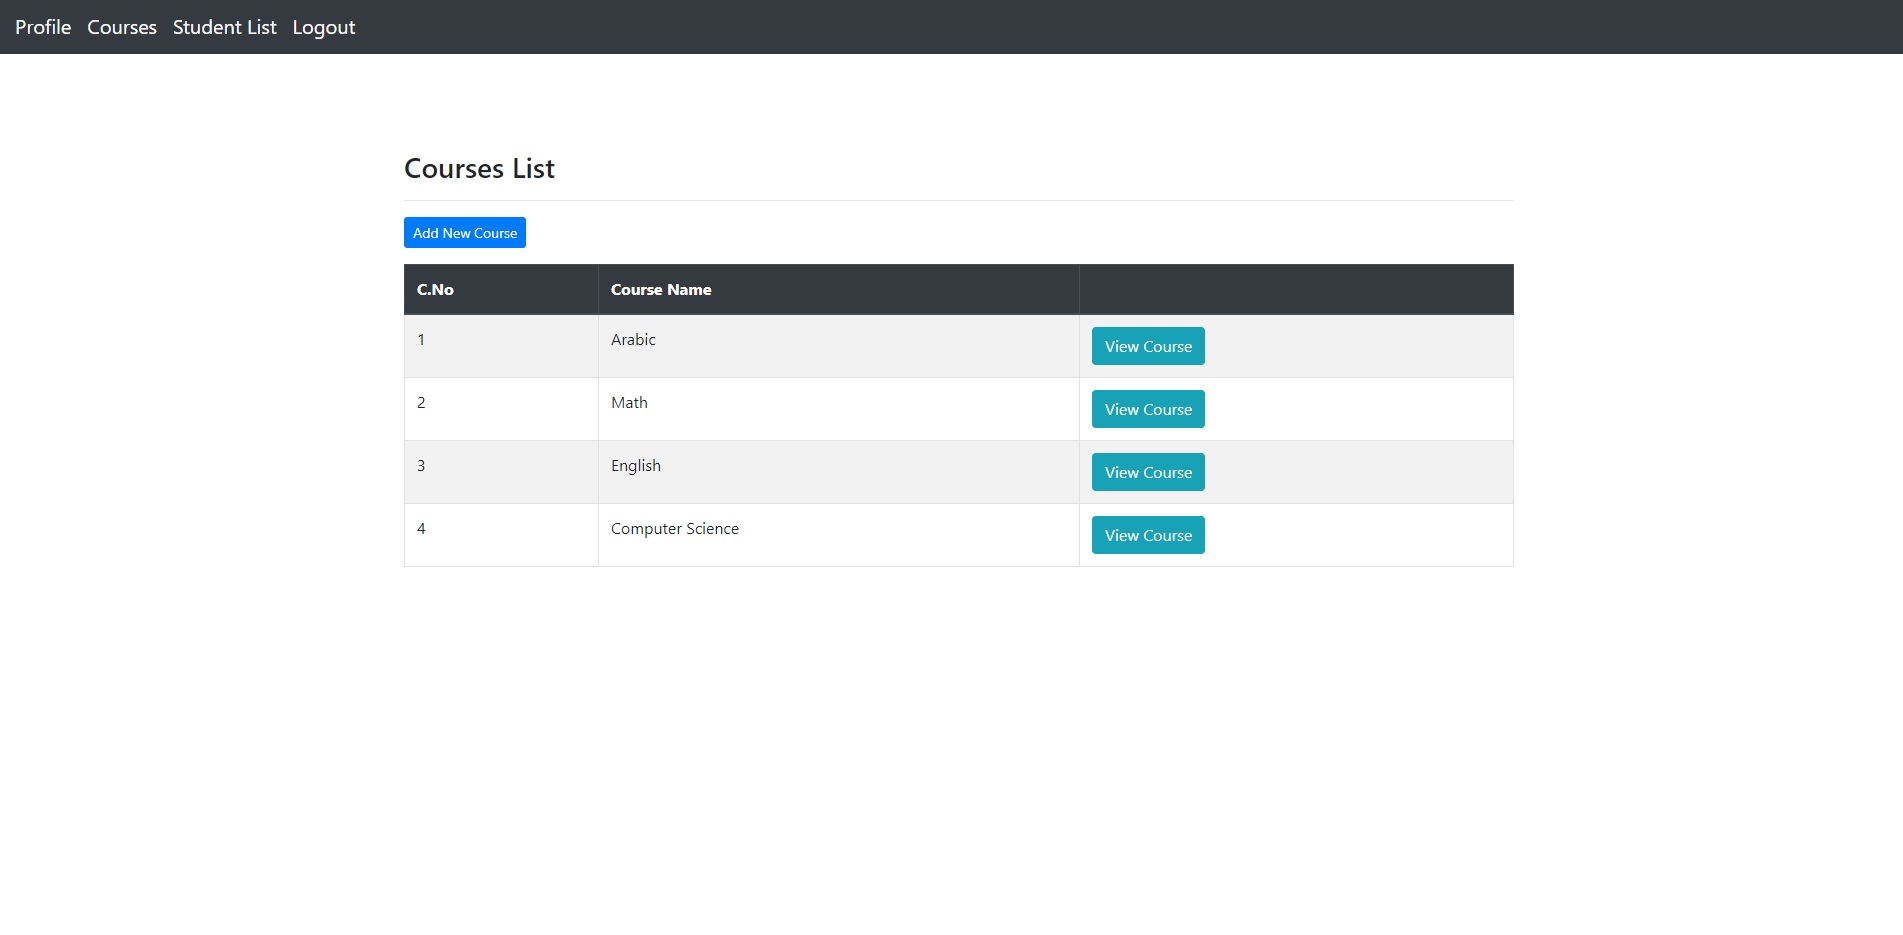 Profile Courses Student List Logout
Courses List
Add New Course
C.No Course Name
1 Arabic View Course
2 Math View Course
3 English View Course
4 Computer Science View Course